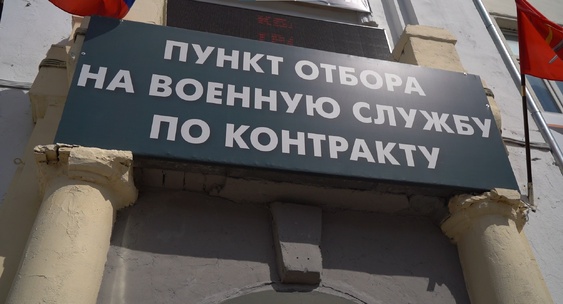 ПУНКТ ОТБОРА
НА ВОЕННУЮ СЛУЖБУ
ПО КОНТРАКТУ